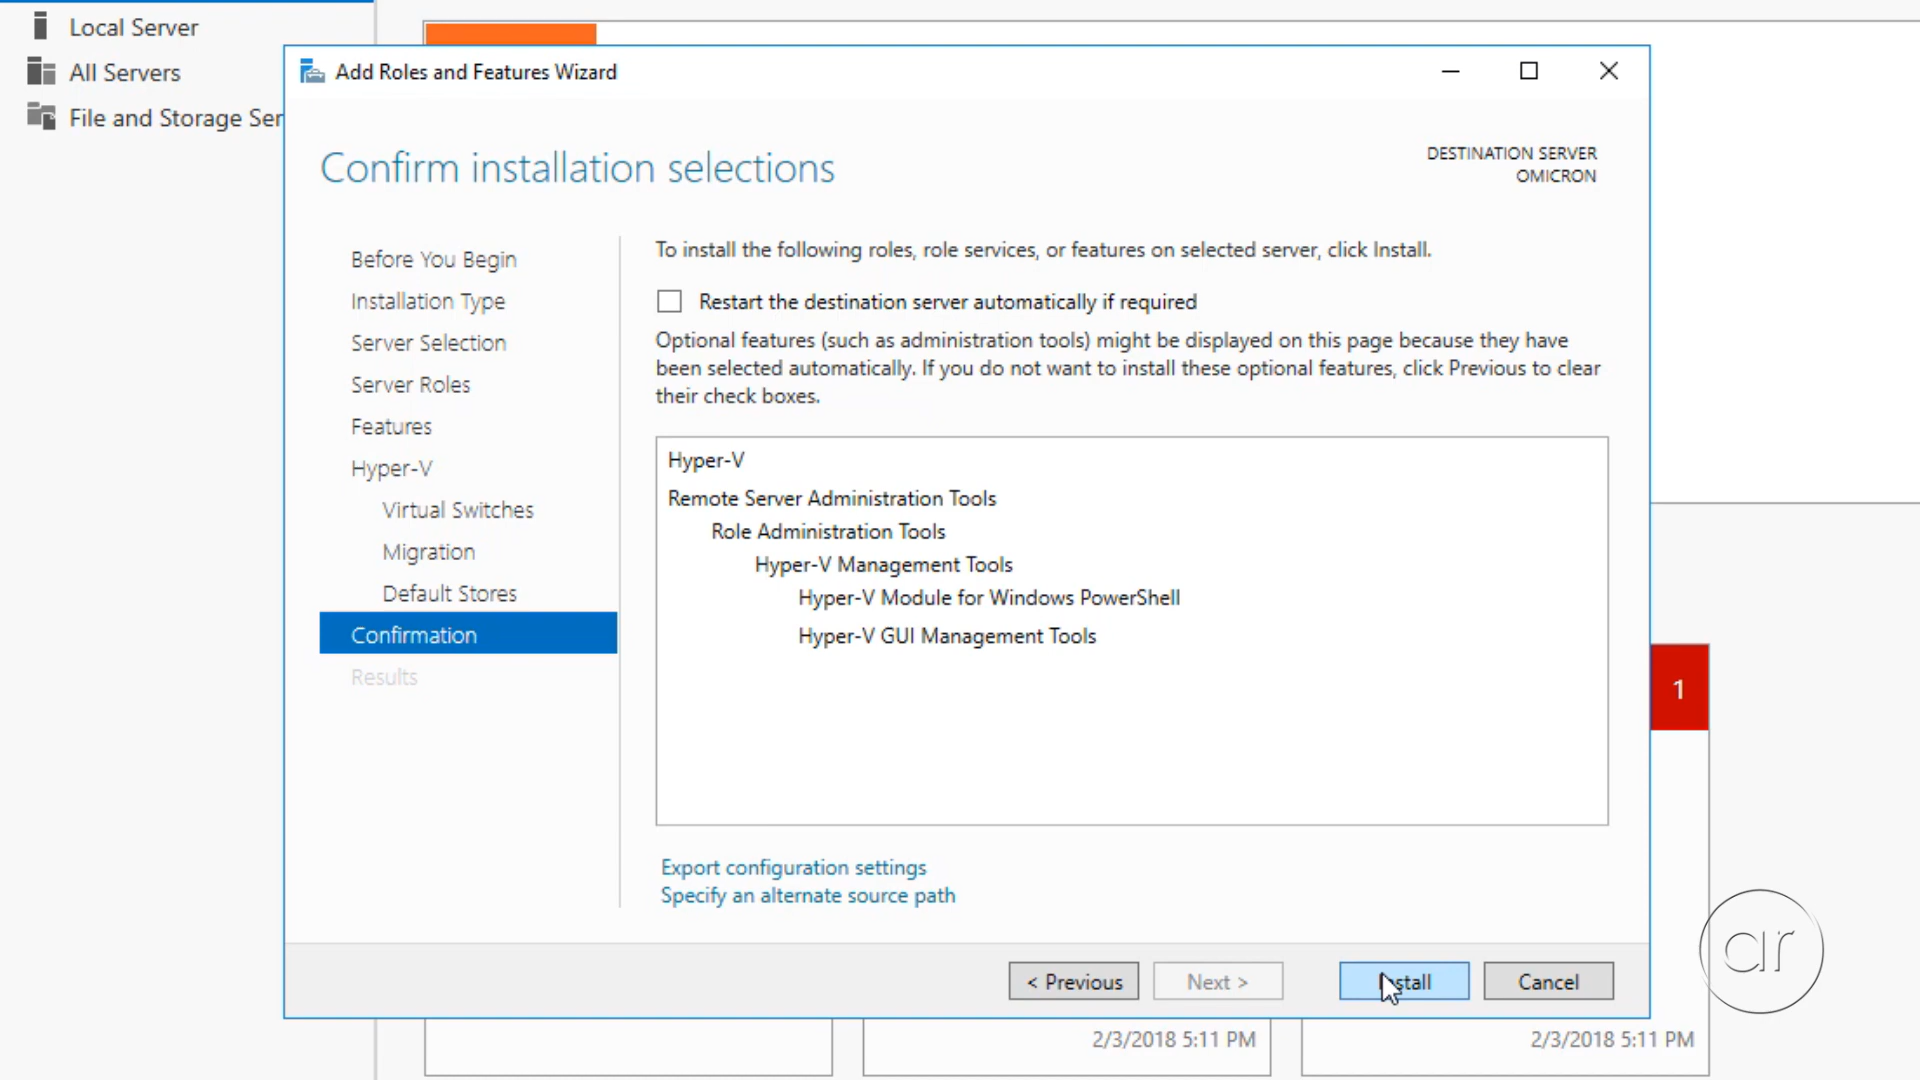 Local Server
All Servers
File and Storage Ser
Add Roles and Features Wizard
Confirm installation selections
DESTINATION SERVER
OMICRON
Before You Begin
Installation Type
Server Selection
Server Roles
Features
Hyper-V
Virtual Switches
Migration
Default Stores
Confirmation
Results
To install the following roles, role services, or features on selected server, click Install.
Restart the destination server automatically if required
Optional features (such as administration tools) might be displayed on this page because they have
been selected automatically. If you do not want to install these optional features, click Previous to clear
their check boxes.
Hyper-V
Remote Server Administration Tools
Role Administration Tools
Hyper-V Management Tools
Hyper-V Module for Windows PowerShell
Hyper-V GUI Management Tools
Export configuration settings
Specify an alternate source path
< Previous
Next >
Install
Cancel
1
ar
2/3/2018 5:11 PM
2/3/2018 5:11 PM